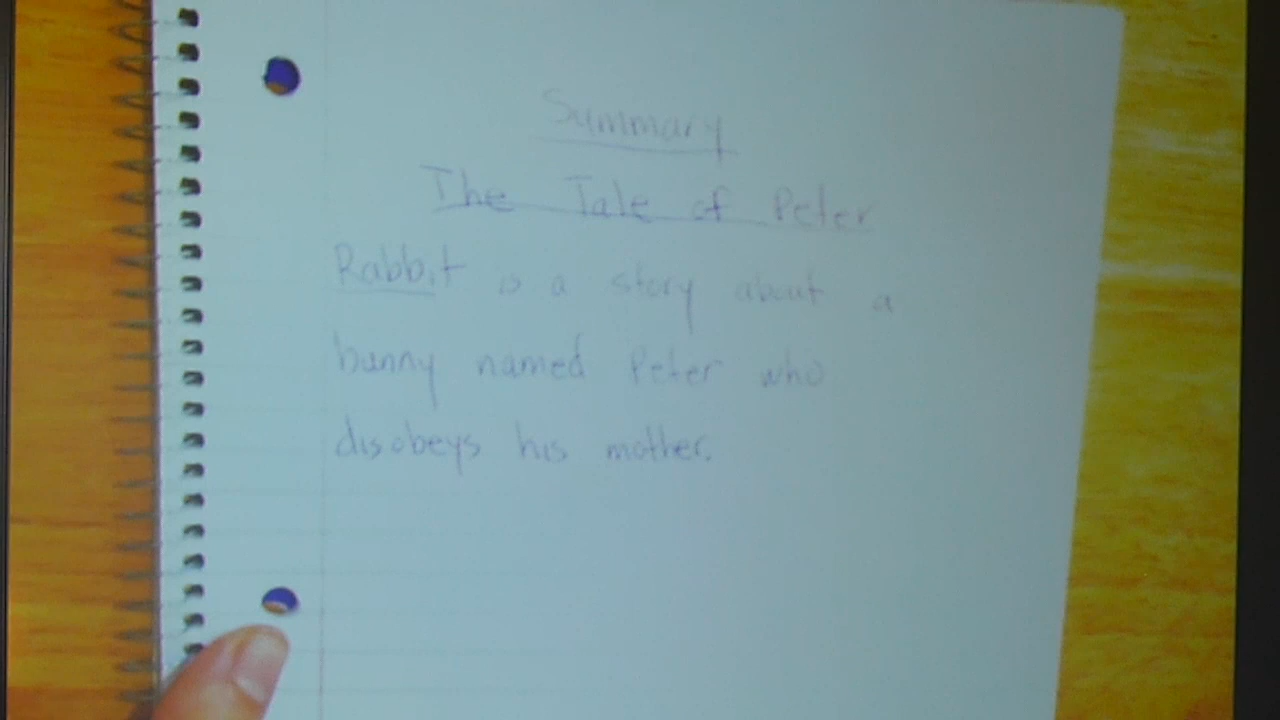 Summary
The Tale of Peter
Rabbit is a story about a
bunny named Peter who
disobeys his mother.